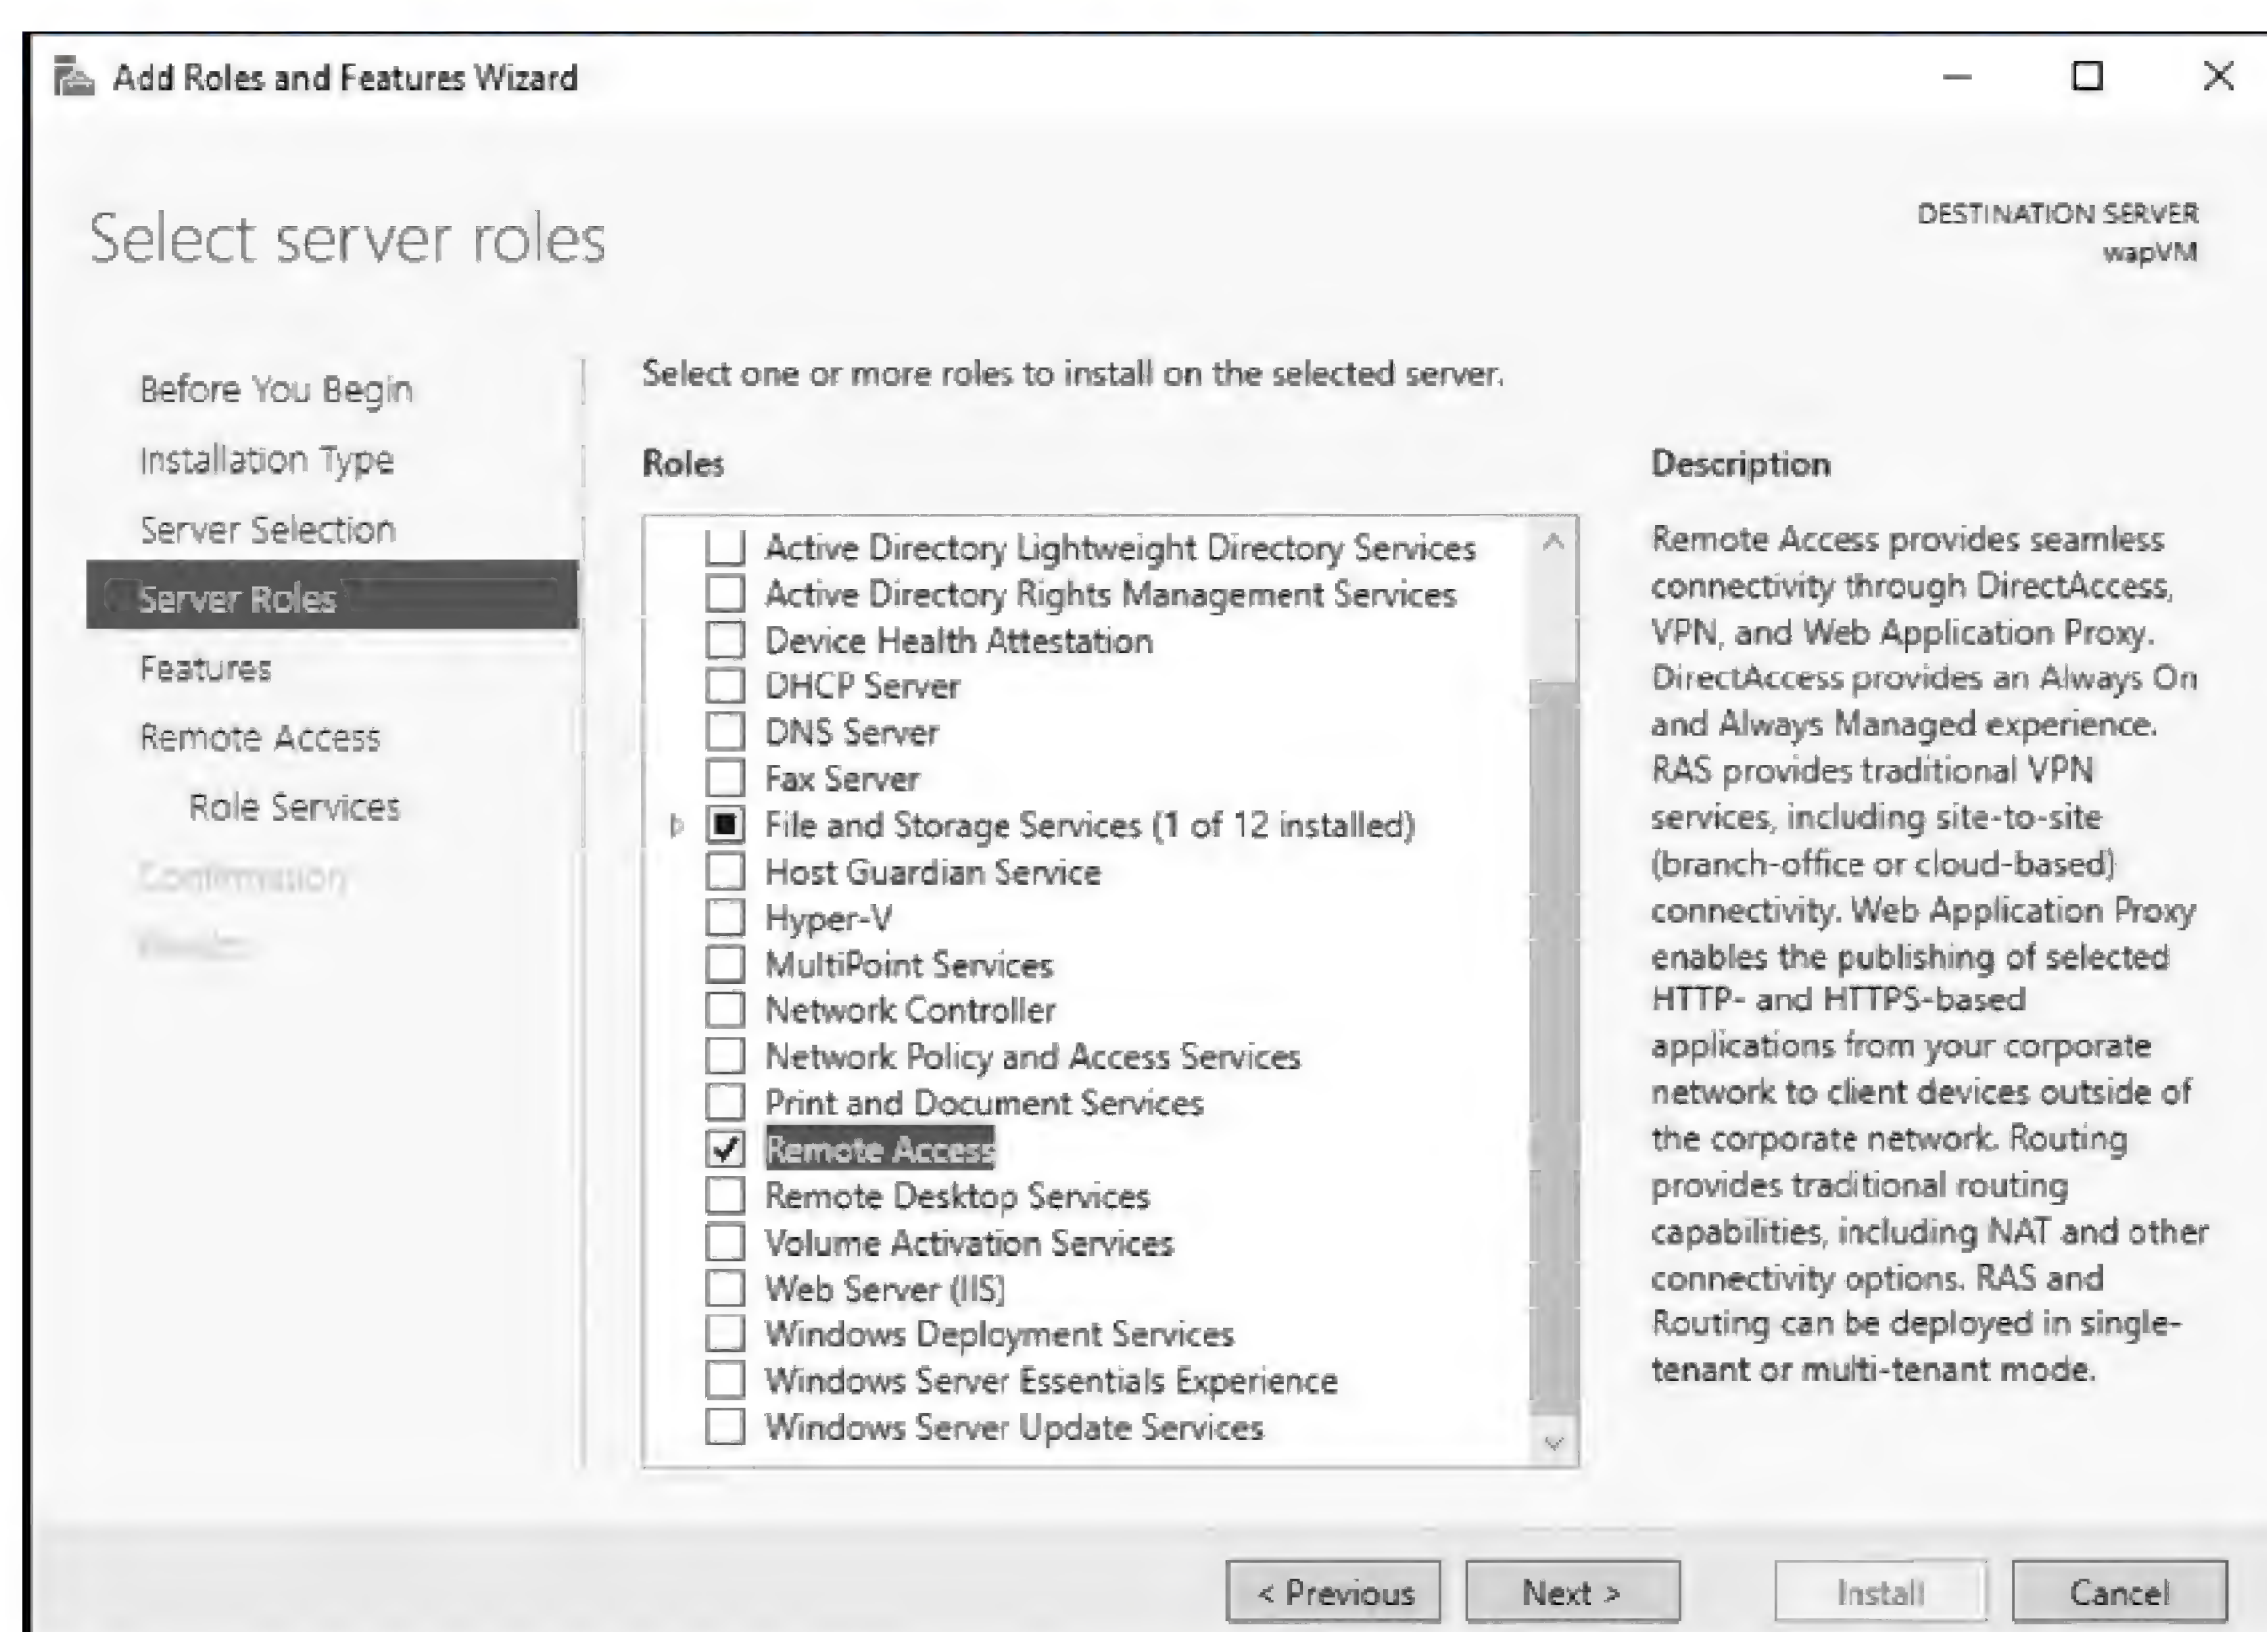 Add Roles and Features Wizard
Select server roles
DESTINATION SERVER
wapVM
Before You Begin
Installation Type
Server Selection
Server Roles
Features
Remote Access
Role Services
Confirmation
Select one or more roles to install on the selected server.
Roles
Active Directory Lightweight Directory Services
Active Directory Rights Management Services
Device Health Attestation
DHCP Server
DNS Server
Fax Server
File and Storage Services (1 of 12 installed)
Host Guardian Service
Hyper-V
MultiPoint Services
Network Controller
Network Policy and Access Services
Print and Document Services
Remote Access
Remote Desktop Services
Volume Activation Services
Web Server (IIS)
Windows Deployment Services
Windows Server Essentials Experience
Windows Server Update Services
Description
Remote Access provides seamless
connectivity through DirectAccess,
VPN, and Web Application Proxy.
DirectAccess provides an Always On
and Always Managed experience.
RAS provides traditional VPN
services, including site-to-site
(branch-office or cloud-based)
connectivity. Web Application Proxy
enables the publishing of selected
HTTP- and HTTPS-based
applications from your corporate
network to client devices outside of
the corporate network. Routing
provides traditional routing
capabilities, including NAT and other
connectivity options. RAS and
Routing can be deployed in single-
tenant or multi-tenant mode.
< Previous
Next >
Install
Cancel